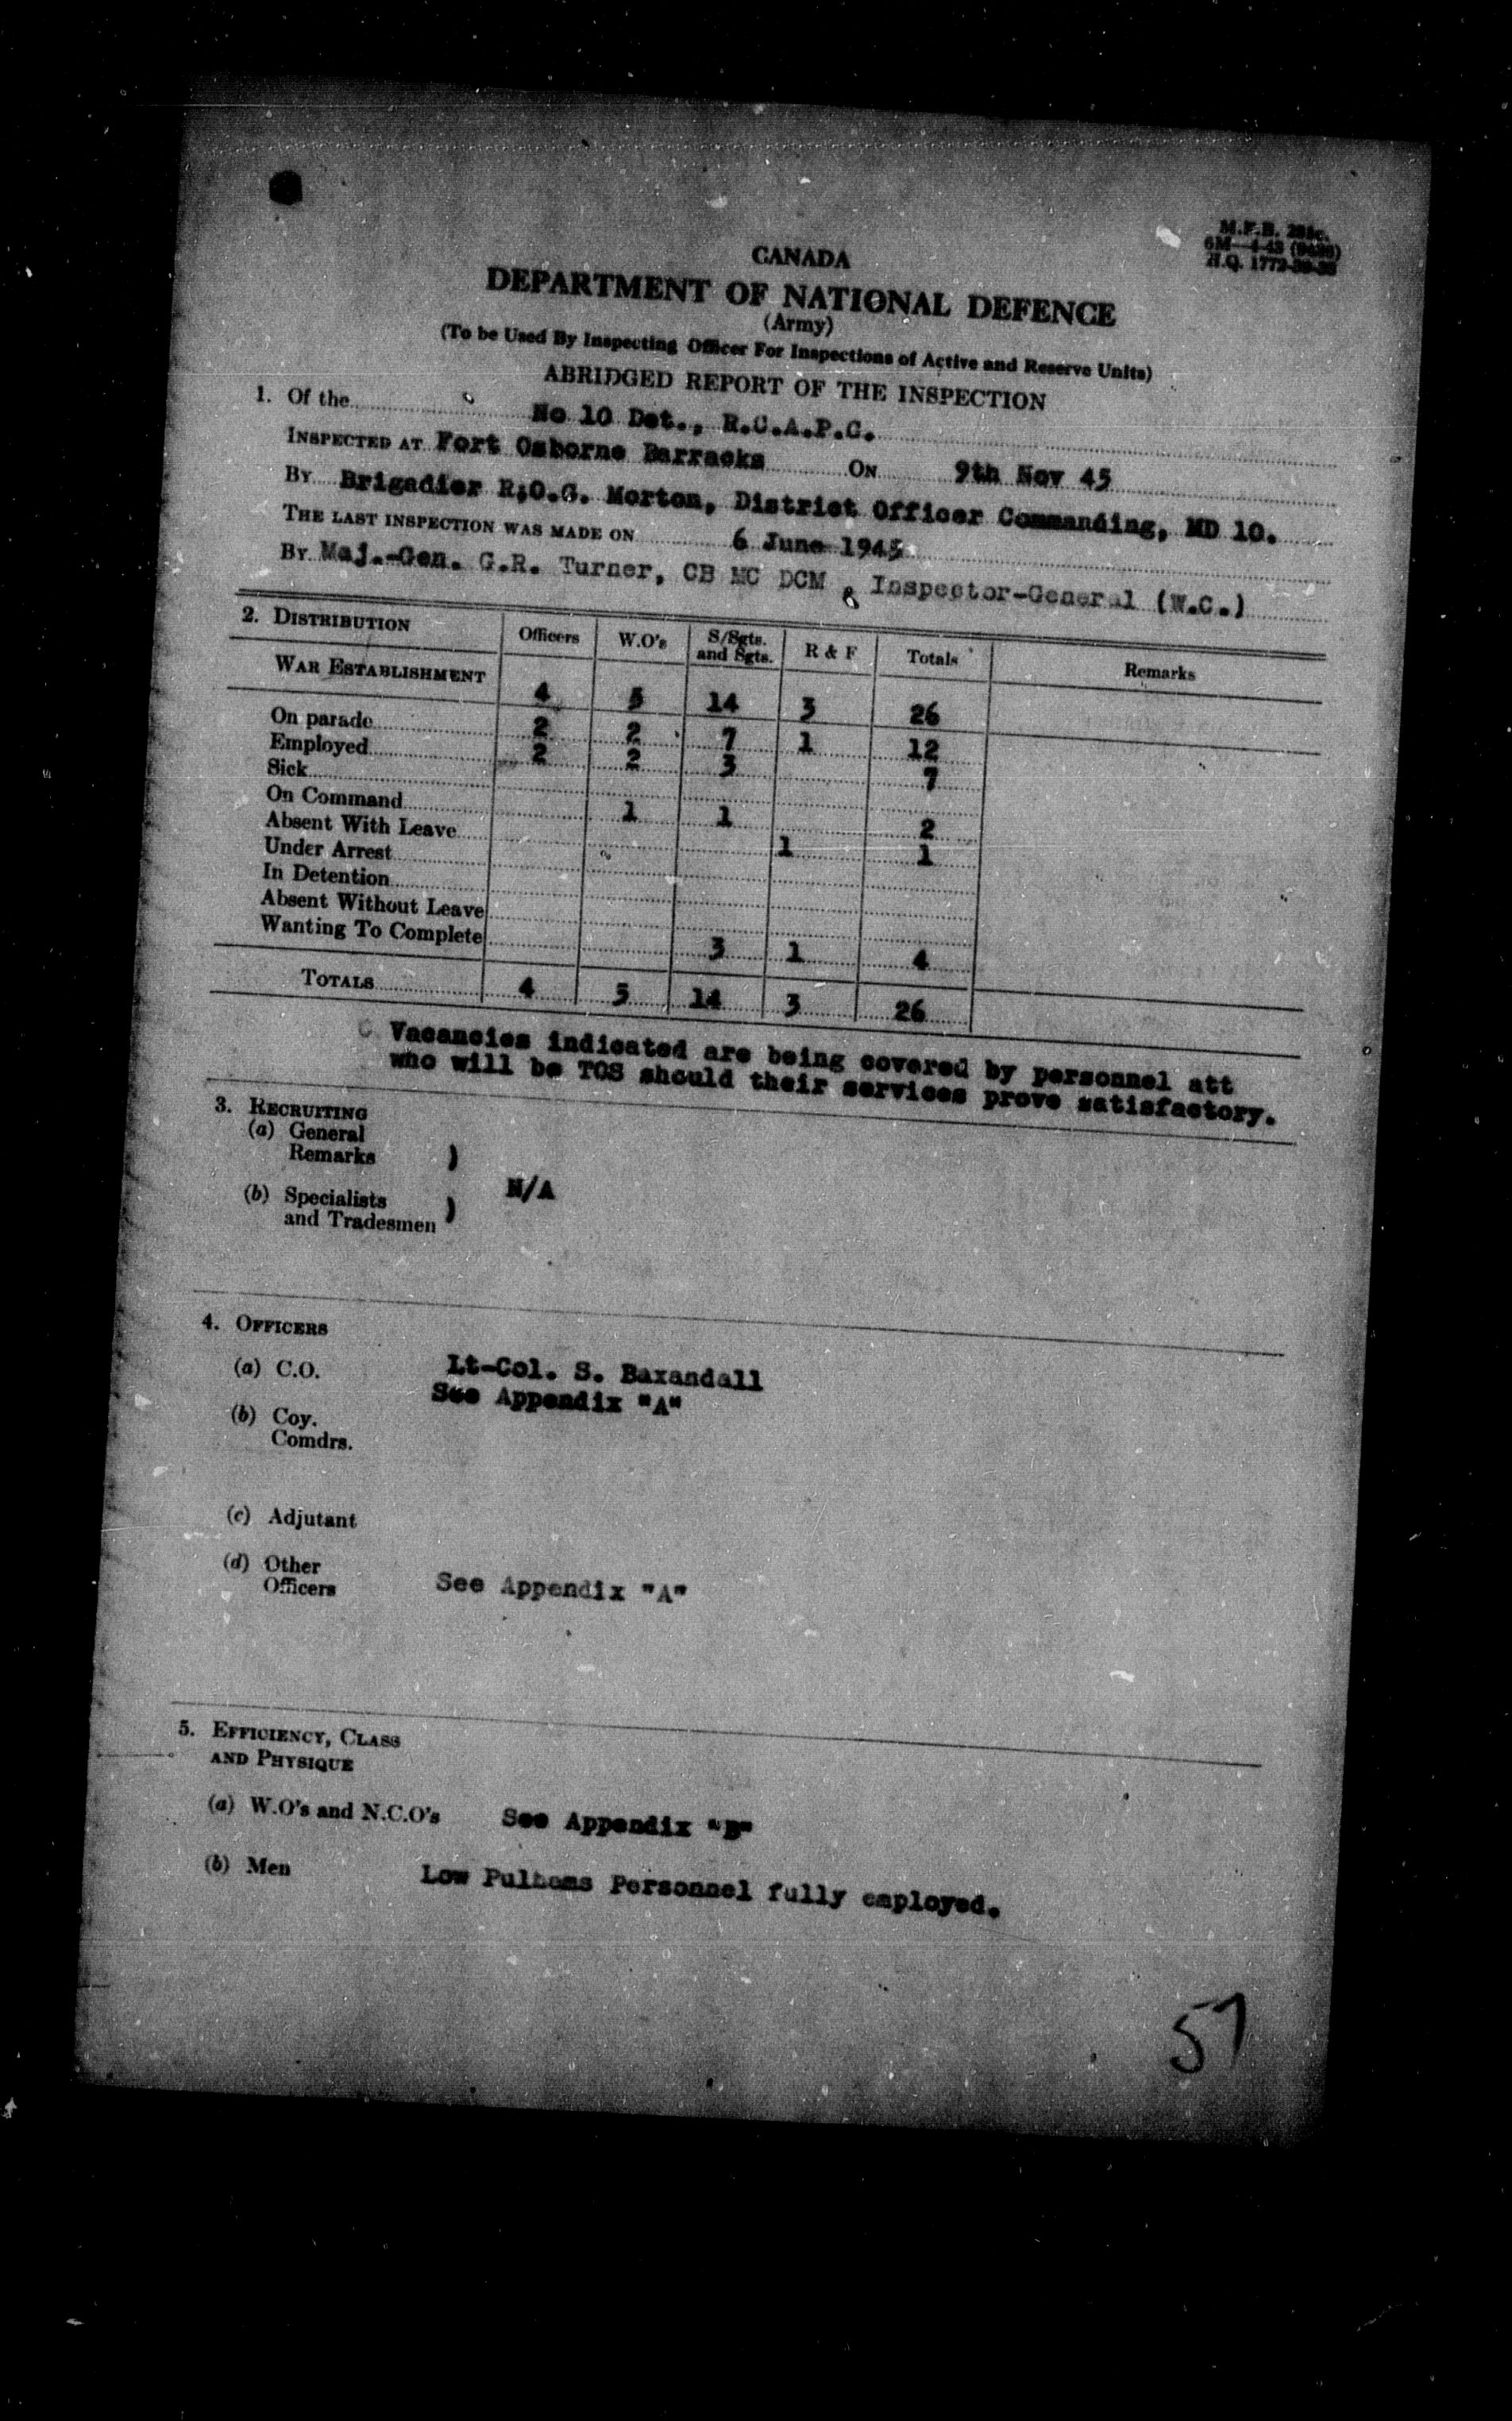 M.F.B.
CANADA
DEPARTMENT OF NATIONAL DEFENCE
(Army)
(To be Used By Inspecting Officer For Inspections of Active and Reserve Units)
ABRIDGED REPORT OF THE INSPECTION
1. Of the No 10 Det., R.C.A.P.C.
INSPECTED AT Fort Osborne Barracks ON 9th Nov 45
BY Brigadier R.O.G. Morton, District Officer Commanding, MD 10.
THE LAST INSPECTION WAS MADE ON 6 June 1945
BY Maj.-Gen. G.R. Turner, CB MC DCM, Inspector-General (W.C.)
2. DISTRIBUTION Officers W.O's S/Sgts. and Sgts. R & F Totals Remarks
WAR ESTABLISHMENT 4 5 14 3 26
On parade 2 2 7 1 12
Employed 2 2 3 7
Sick
On Command 1 1 2
Absent With Leave 1 1
Under Arrest
In Detention
Absent Without Leave
Wanting To Complete 3 1 4
TOTALS 4 5 14 3 26
Vacancies indicated are being covered by personnel att
who will be TOS should their services prove satisfactory.
3. RECRUITING
(a) General
Remarks )
N/A
(b) Specialists
and Tradesmen )
4. OFFICERS
(a) C.O. Lt-Col. S. Baxandall
See Appendix "A"
(b) Coy.
Comdrs.
(c) Adjutant
(d) Other
Officers See Appendix "A"
5. EFFICIENCY, CLASS
AND PHYSIQUE
(a) W.O's and N.C.O's See Appendix "B"
(b) Men Low Pulhems Personnel fully employed.
57